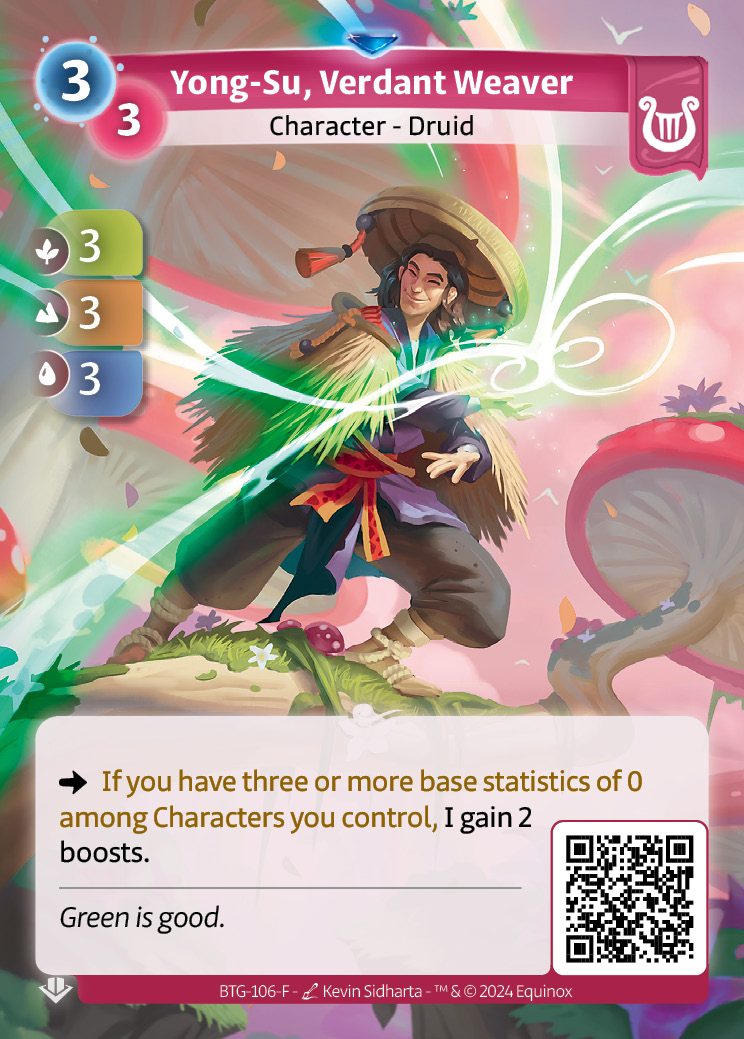 3
Yong-Su, Verdant Weaver
3
Character - Druid
3
3
3
If you have three or more base statistics of 0
among Characters you control, I gain 2
boosts.
Green is good.
BTG-106-F - Kevin Sidharta - ™ & © 2024 Equinox